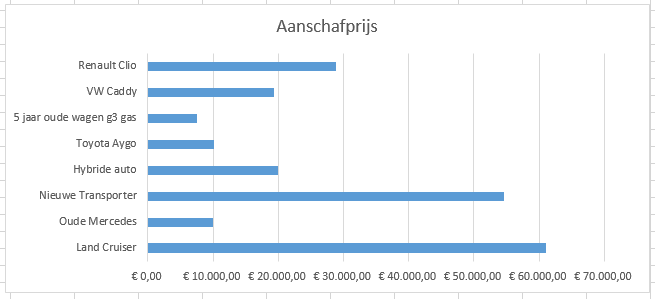 Aanschafprijs
Renault Clio
VW Caddy
5 jaar oude wagen g3 gas
Toyota Aygo
Hybride auto
Nieuwe Transporter
Oude Mercedes
Land Cruiser
€ 0,00 € 10.000,00 € 20.000,00 € 30.000,00 € 40.000,00 € 50.000,00 € 60.000,00 € 70.000,00